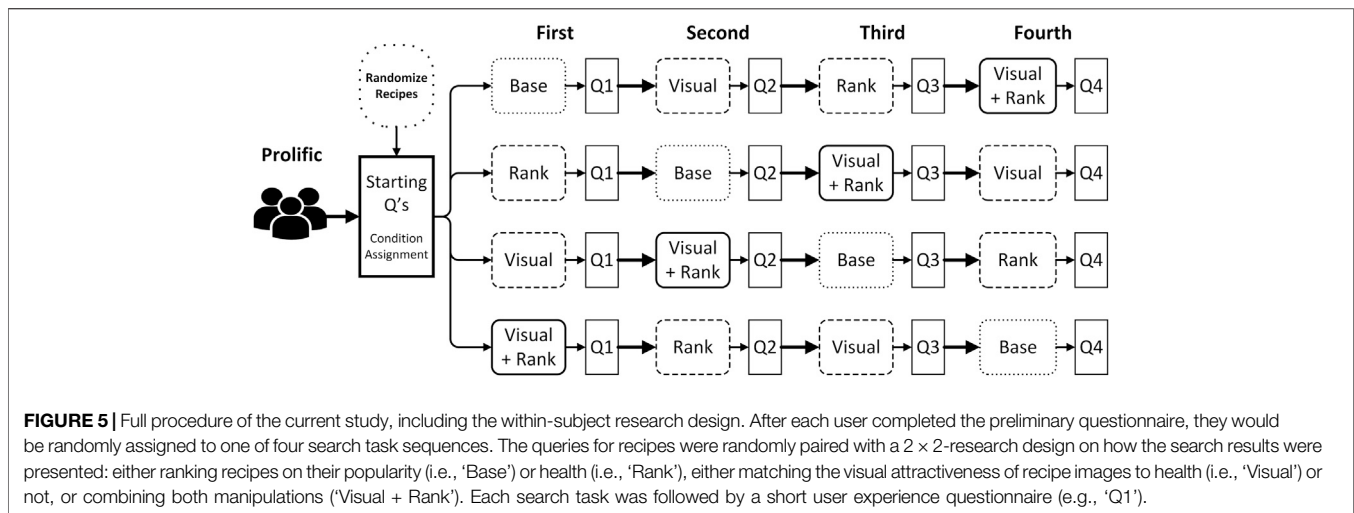 First Second Third Fourth
Randomize
Recipes
Base Q1 Visual Q2 Rank Q3 Visual
+ Rank Q4
Prolific
Starting
Q's
Condition
Assignment
Rank Q1 Base Q2 Visual
+ Rank Q3 Visual Q4
Visual Q1 Visual
+ Rank Q2 Base Q3 Rank Q4
Visual
+ Rank Q1 Rank Q2 Visual Q3 Base Q4
FIGURE 5 | Full procedure of the current study, including the within-subject research design. After each user completed the preliminary questionnaire, they would
be randomly assigned to one of four search task sequences. The queries for recipes were randomly paired with a 2 × 2-research design on how the search results were
presented: either ranking recipes on their popularity (i.e., ‘Base’) or health (i.e., ‘Rank’), either matching the visual attractiveness of recipe images to health (i.e., ‘Visual’) or
not, or combining both manipulations (‘Visual + Rank’). Each search task was followed by a short user experience questionnaire (e.g., ‘Q1’).